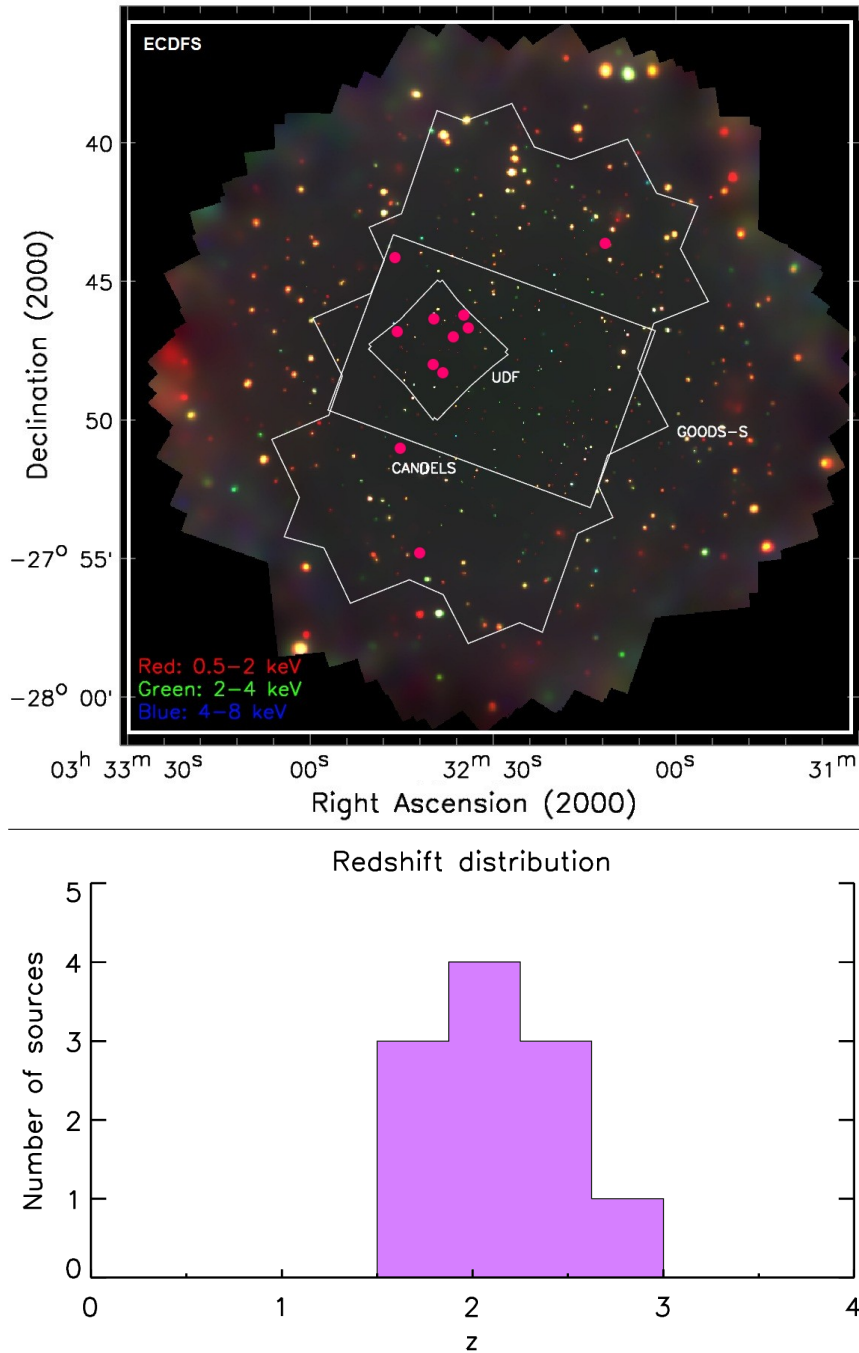 ECDFS
40
45
UDF
50
GOODS-S
CANDELS
-27° 55'
Red: 0.5-2 keV
-28° 00'
Green: 2-4 keV
Blue: 4-8 keV
03ʰ 33ᵐ 30ˢ 00ˢ 32ᵐ 30ˢ 00ˢ 31ᵐ
Declination (2000)
Right Ascension (2000)
Redshift distribution
5
4
3
2
1
0
Number of sources
0 1 2 3 4
z